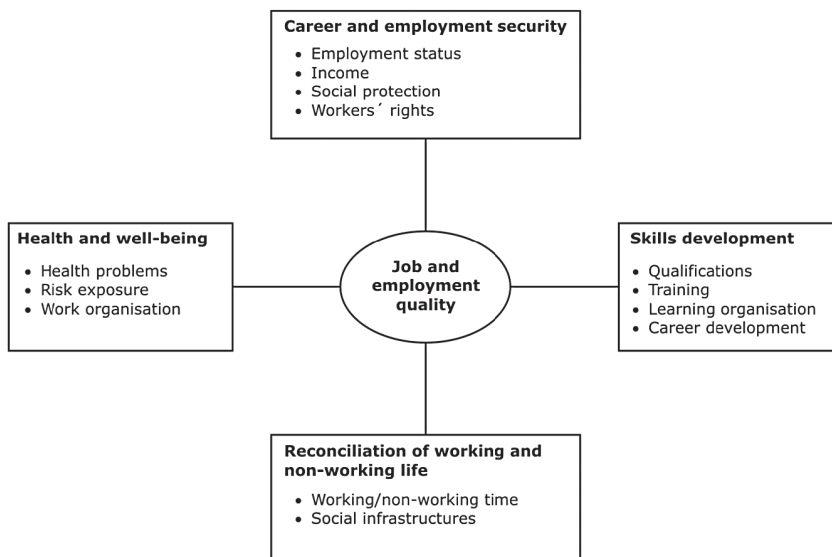 Career and employment security
• Employment status
• Income
• Social protection
• Workers´ rights
Health and well-being
• Health problems
• Risk exposure
• Work organisation
Job and
employment
quality
Skills development
• Qualifications
• Training
• Learning organisation
• Career development
Reconciliation of working and
non-working life
• Working/non-working time
• Social infrastructures